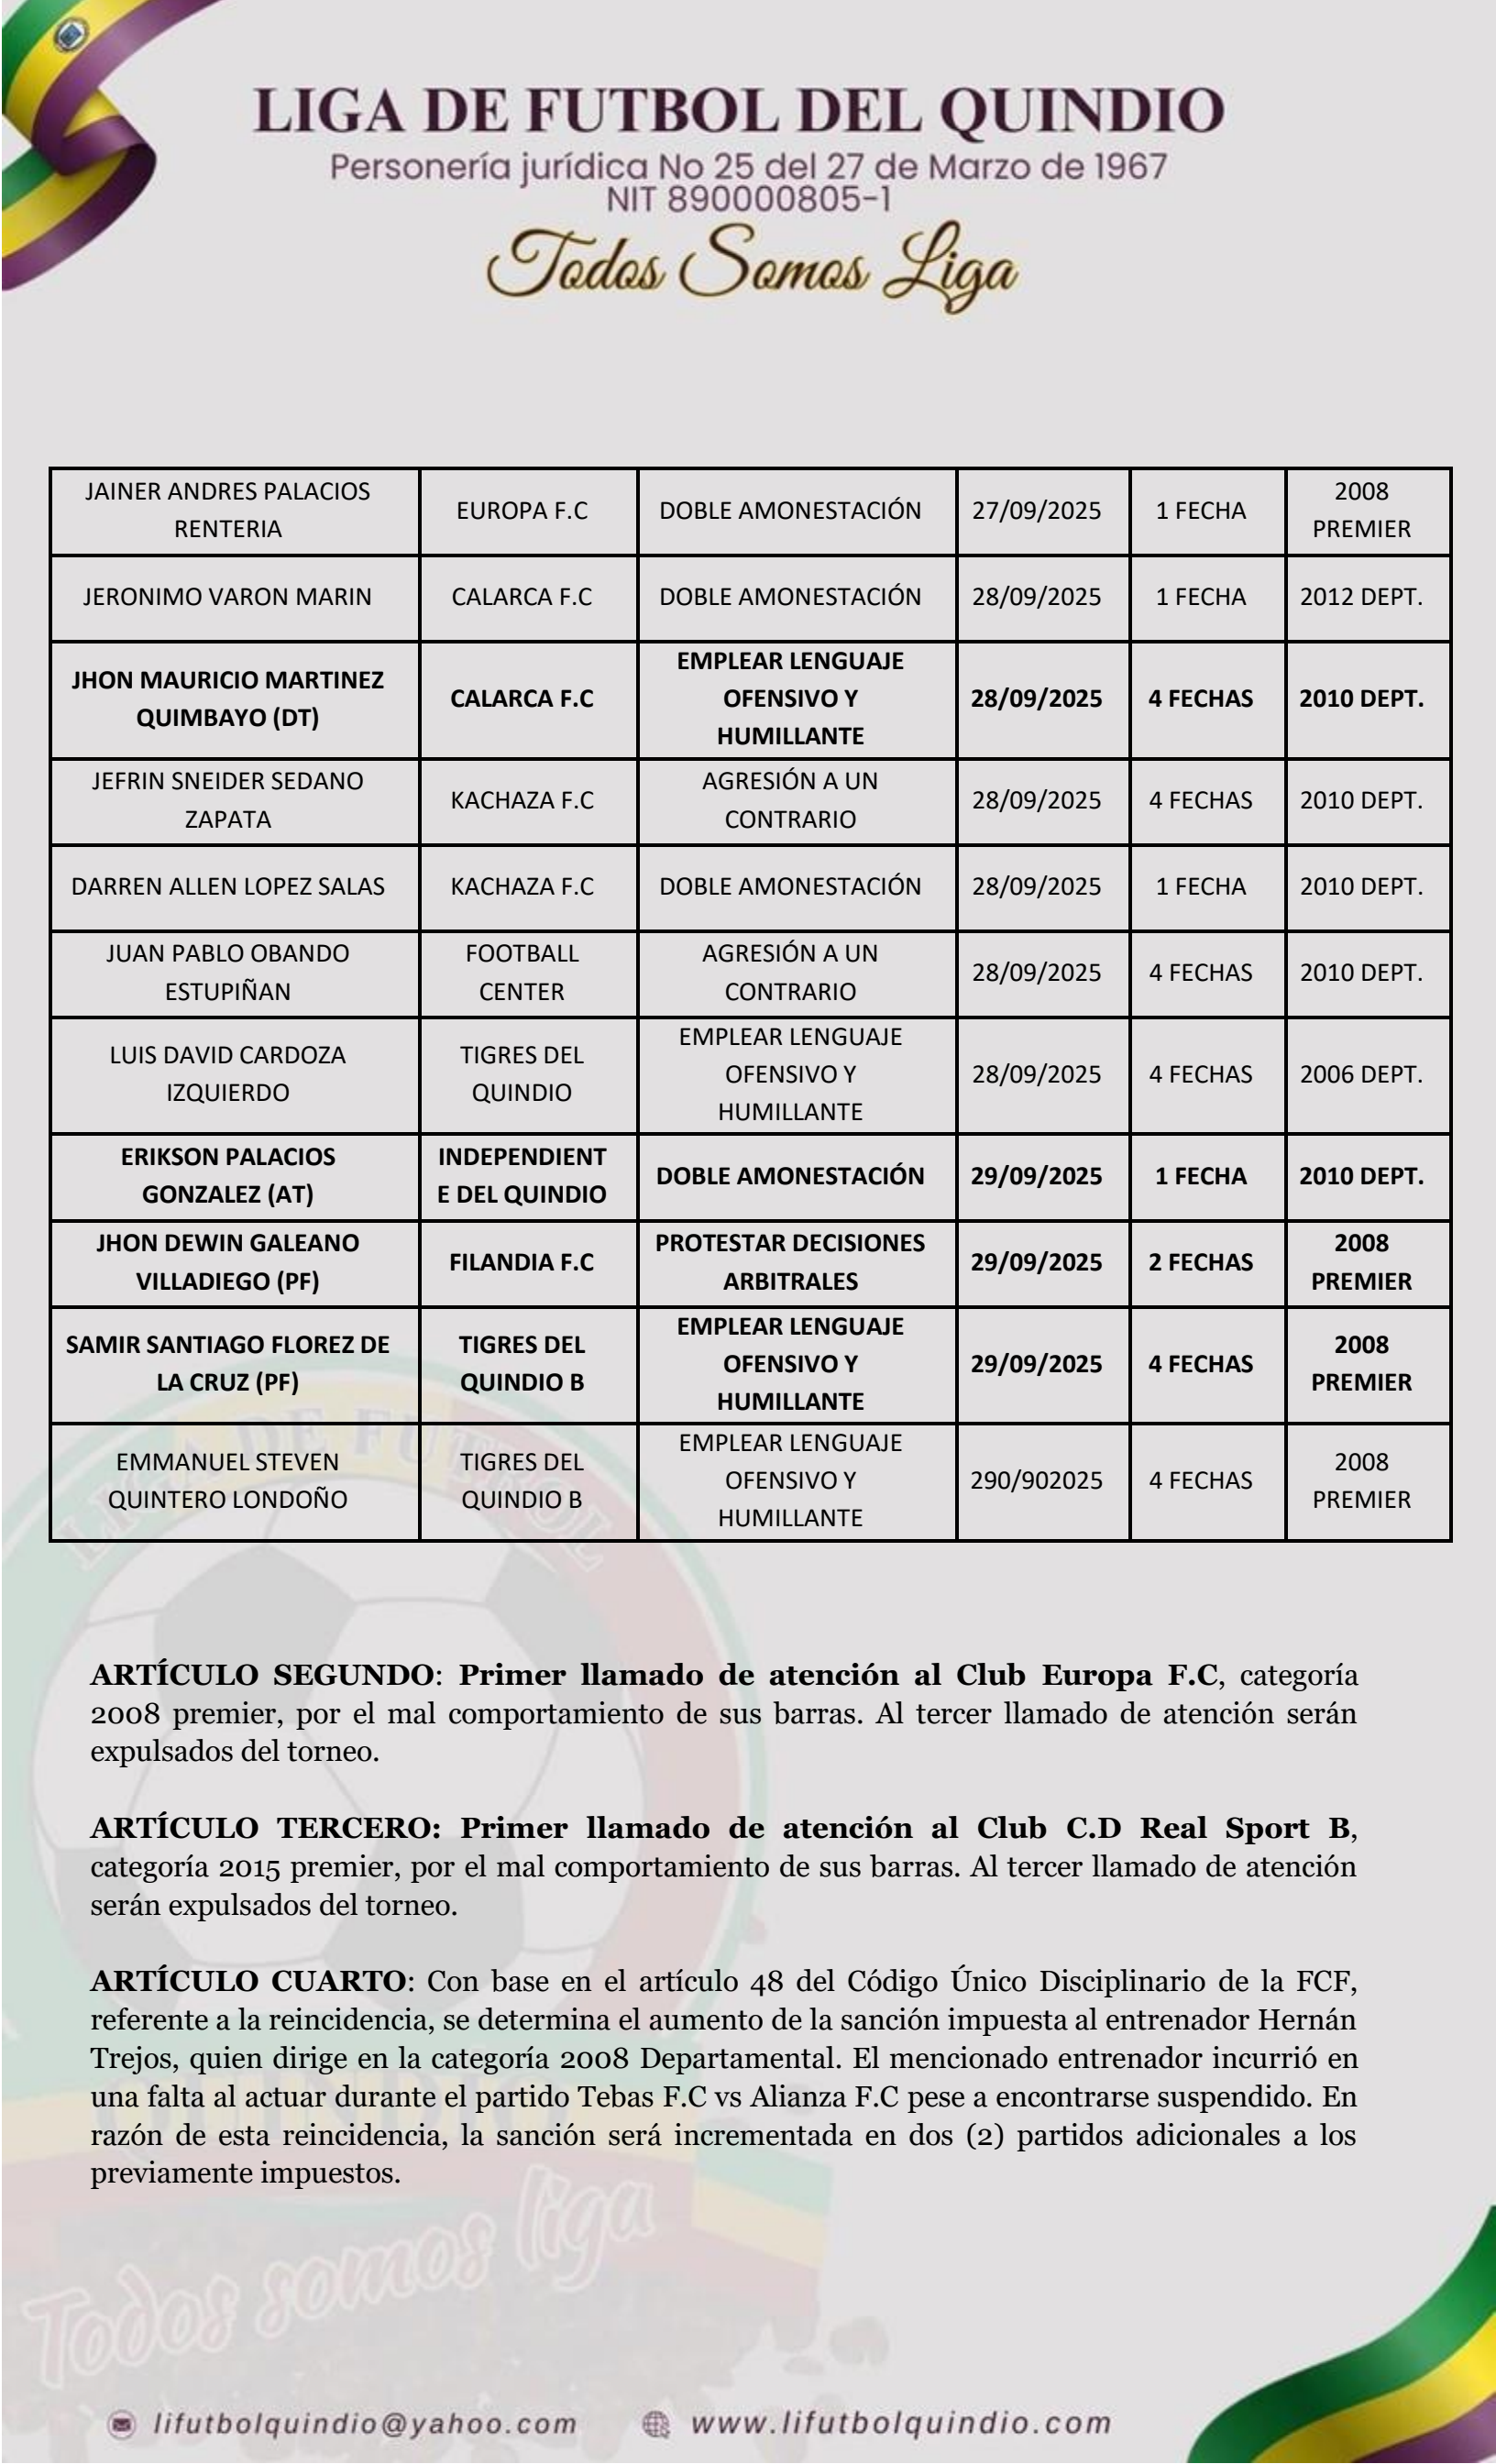 LIGA DE FUTBOL DEL QUINDIO
Personería jurídica No 25 del 27 de Marzo de 1967
NIT 890000805-1
Todos Somos Liga
JAINER ANDRES PALACIOS
RENTERIA
EUROPA F.C
DOBLE AMONESTACIÓN
27/09/2025
1 FECHA
2008
PREMIER
JERONIMO VARON MARIN
CALARCA F.C
DOBLE AMONESTACIÓN
28/09/2025
1 FECHA
2012 DEPT.
JHON MAURICIO MARTINEZ
QUIMBAYO (DT)
CALARCA F.C
EMPLEAR LENGUAJE
OFENSIVO Y
HUMILLANTE
28/09/2025
4 FECHAS
2010 DEPT.
JEFRIN SNEIDER SEDANO
ZAPATA
KACHAZA F.C
AGRESIÓN A UN
CONTRARIO
28/09/2025
4 FECHAS
2010 DEPT.
DARREN ALLEN LOPEZ SALAS
KACHAZA F.C
DOBLE AMONESTACIÓN
28/09/2025
1 FECHA
2010 DEPT.
JUAN PABLO OBANDO
ESTUPIÑAN
FOOTBALL
CENTER
AGRESIÓN A UN
CONTRARIO
28/09/2025
4 FECHAS
2010 DEPT.
LUIS DAVID CARDOZA
IZQUIERDO
TIGRES DEL
QUINDIO
EMPLEAR LENGUAJE
OFENSIVO Y
HUMILLANTE
28/09/2025
4 FECHAS
2006 DEPT.
ERIKSON PALACIOS
GONZALEZ (AT)
INDEPENDIENT
E DEL QUINDIO
DOBLE AMONESTACIÓN
29/09/2025
1 FECHA
2010 DEPT.
JHON DEWIN GALEANO
VILLADIEGO (PF)
FILANDIA F.C
PROTESTAR DECISIONES
ARBITRALES
29/09/2025
2 FECHAS
2008
PREMIER
SAMIR SANTIAGO FLOREZ DE
LA CRUZ (PF)
TIGRES DEL
QUINDIO B
EMPLEAR LENGUAJE
OFENSIVO Y
HUMILLANTE
29/09/2025
4 FECHAS
2008
PREMIER
EMMANUEL STEVEN
QUINTERO LONDOÑO
TIGRES DEL
QUINDIO B
EMPLEAR LENGUAJE
OFENSIVO Y
HUMILLANTE
290/902025
4 FECHAS
2008
PREMIER
LIGA DE FUTBOL
ARTÍCULO SEGUNDO: Primer llamado de atención al Club Europa F.C, categoría
2008 premier, por el mal comportamiento de sus barras. Al tercer llamado de atención serán
expulsados del torneo.
ARTÍCULO TERCERO: Primer llamado de atención al Club C.D Real Sport B,
categoría 2015 premier, por el mal comportamiento de sus barras. Al tercer llamado de atención
serán expulsados del torneo.
ARTÍCULO CUARTO: Con base en el artículo 48 del Código Único Disciplinario de la FCF,
referente a la reincidencia, se determina el aumento de la sanción impuesta al entrenador Hernán
Trejos, quien dirige en la categoría 2008 Departamental. El mencionado entrenador incurrió en
una falta al actuar durante el partido Tebas F.C vs Alianza F.C pese a encontrarse suspendido. En
razón de esta reincidencia, la sanción será incrementada en dos (2) partidos adicionales a los
previamente impuestos.
QUINDIO
Todos somos liga
lifutbolquindio@yahoo.com
www.lifutbolquindio.com